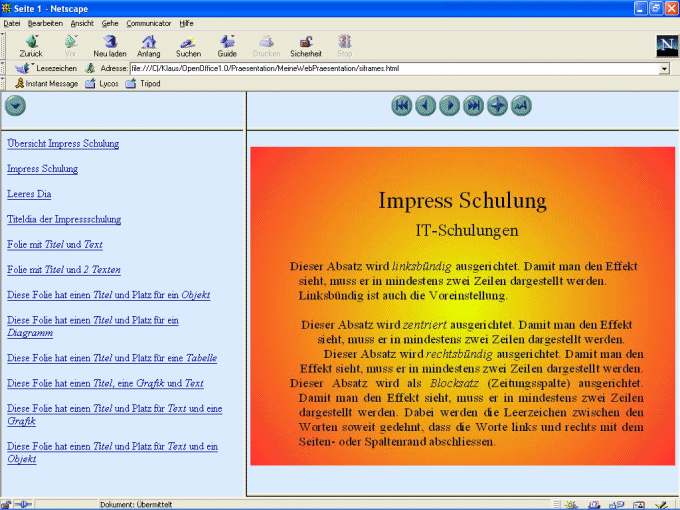 Seite 1 - Netscape
Datei Bearbeiten Ansicht Gehe Communicator Hilfe
Zurück Vor Neu laden Anfang Suchen Guide Drucken Sicherheit Stop
N
Lesezeichen Adresse file:///C|/Klaus/OpenOffice1.0/Praesentation/MeineWebPraesentation/siframes.html
Instant Message Lycos Tripod
Übersicht Impress Schulung
Impress Schulung
Leeres Dia
Titeldia der Impressschulung
Folie mit Titel und Text
Folie mit Titel und 2 Texten
Diese Folie hat einen Titel und Platz für ein Objekt
Diese Folie hat einen Titel und Platz für ein
Diagramm
Diese Folie hat einen Titel und Platz für eine Tabelle
Diese Folie hat einen Titel, eine Grafik und Text
Diese Folie hat einen Titel und Platz für Text und eine
Grafik
Diese Folie hat einen Titel und Platz für Text und ein
Objekt
Impress Schulung
IT-Schulungen
Dieser Absatz wird linksbündig ausgerichtet. Damit man den Effekt
sieht, muss er in mindestens zwei Zeilen dargestellt werden.
Linksbündig ist auch die Voreinstellung.
Dieser Absatz wird zentriert ausgerichtet. Damit man den Effekt
sieht, muss er in mindestens zwei Zeilen dargestellt werden.
Dieser Absatz wird rechtsbündig ausgerichtet. Damit man den
Effekt sieht, muss er in mindestens zwei Zeilen dargestellt werden.
Dieser Absatz wird als Blocksatz (Zeitungsspalte) ausgerichtet.
Damit man den Effekt sieht, muss er in mindestens zwei Zeilen
dargestellt werden. Dabei werden die Leerzeichen zwischen den
Worten soweit gedehnt, dass die Worte links und rechts mit dem
Seiten- oder Spaltenrand abschliessen.
Dokument: Übermittelt